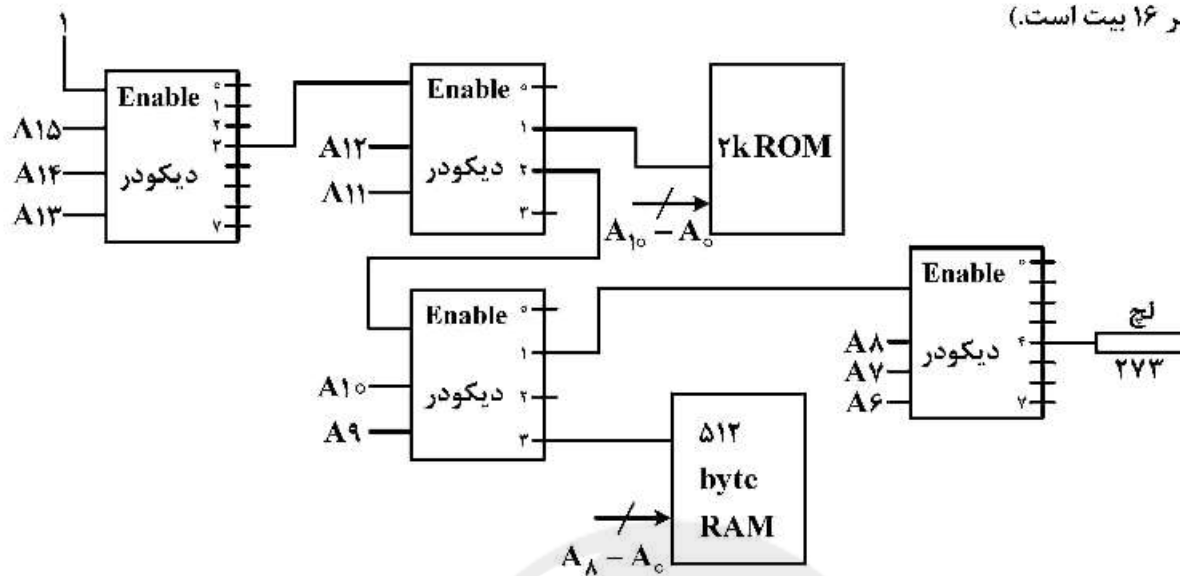 ر ۱۶ بیت است.)
۱
Enable
۰
۱
۲
۳
۷
A۱۵
A۱۴
A۱۳
دیکودر
Enable
۰
۱
۲
۳
A۱۲
A۱۱
دیکودر
۲k ROM
A۱۰ – A۰
Enable
۰
۱
۲
۳
A۱۰
A۹
دیکودر
Enable
۰
۴
۷
A۸
A۷
A۶
دیکودر
لچ
۲۷۳
۵۱۲
byte
RAM
A۸ – A۰